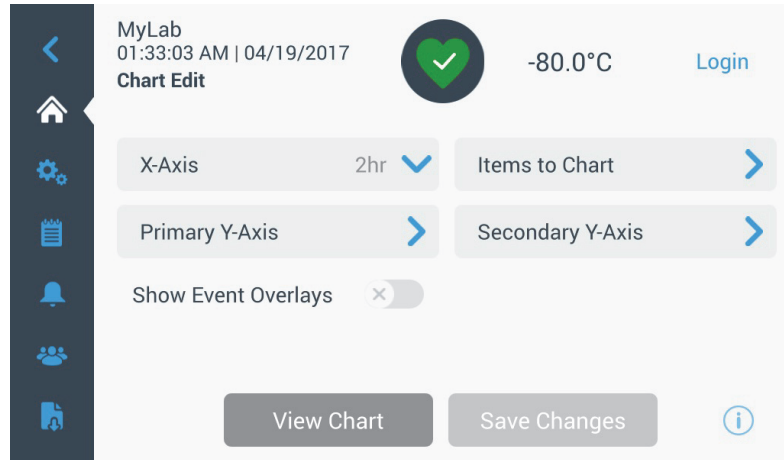 MyLab
01:33:03 AM | 04/19/2017
Chart Edit
-80.0°C
Login
X-Axis 2hr
Items to Chart
Primary Y-Axis
Secondary Y-Axis
Show Event Overlays
View Chart
Save Changes